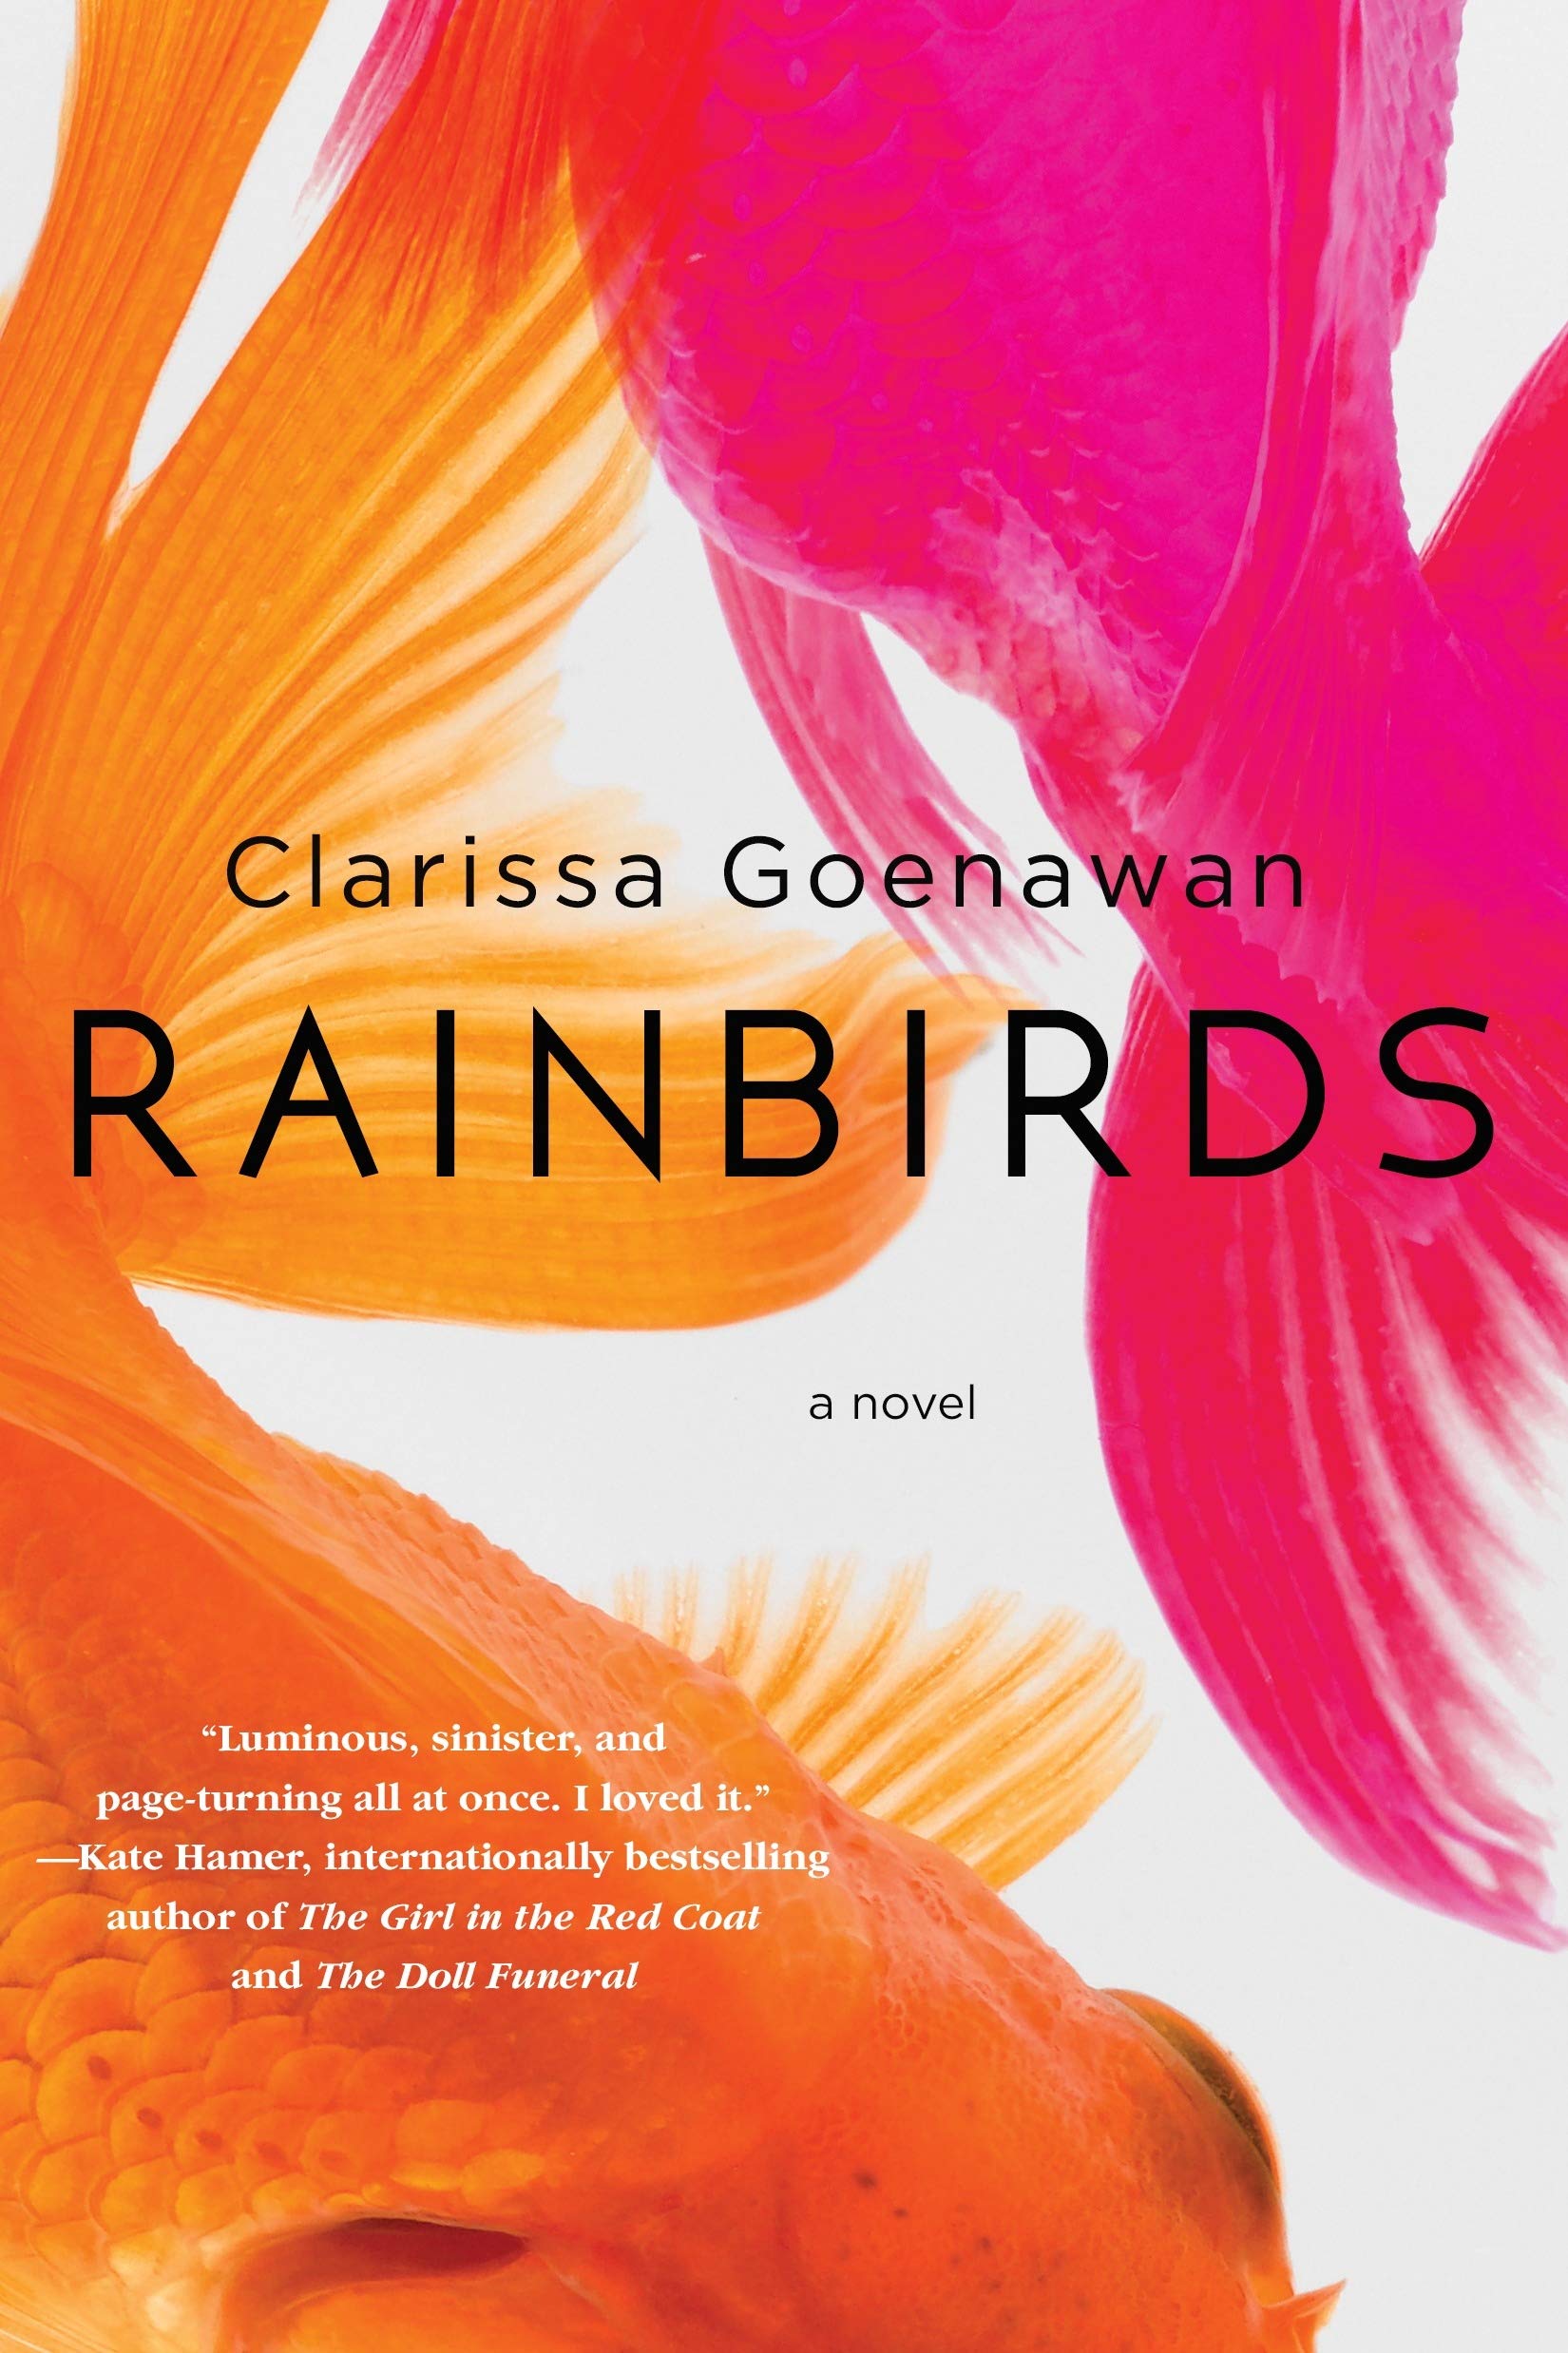 Clarissa Goenawan
RAINBIRDS
a novel
“Luminous, sinister, and
page-turning all at once. I loved it.”
—Kate Hamer, internationally bestselling
author of The Girl in the Red Coat
and The Doll Funeral